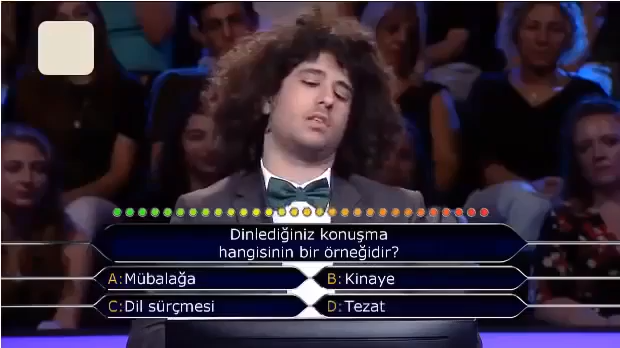 Dinlediğiniz konuşma
hangisinin bir örneğidir?
A:Mübalağa
B:Kinaye
C:Dil sürçmesi
D:Tezat